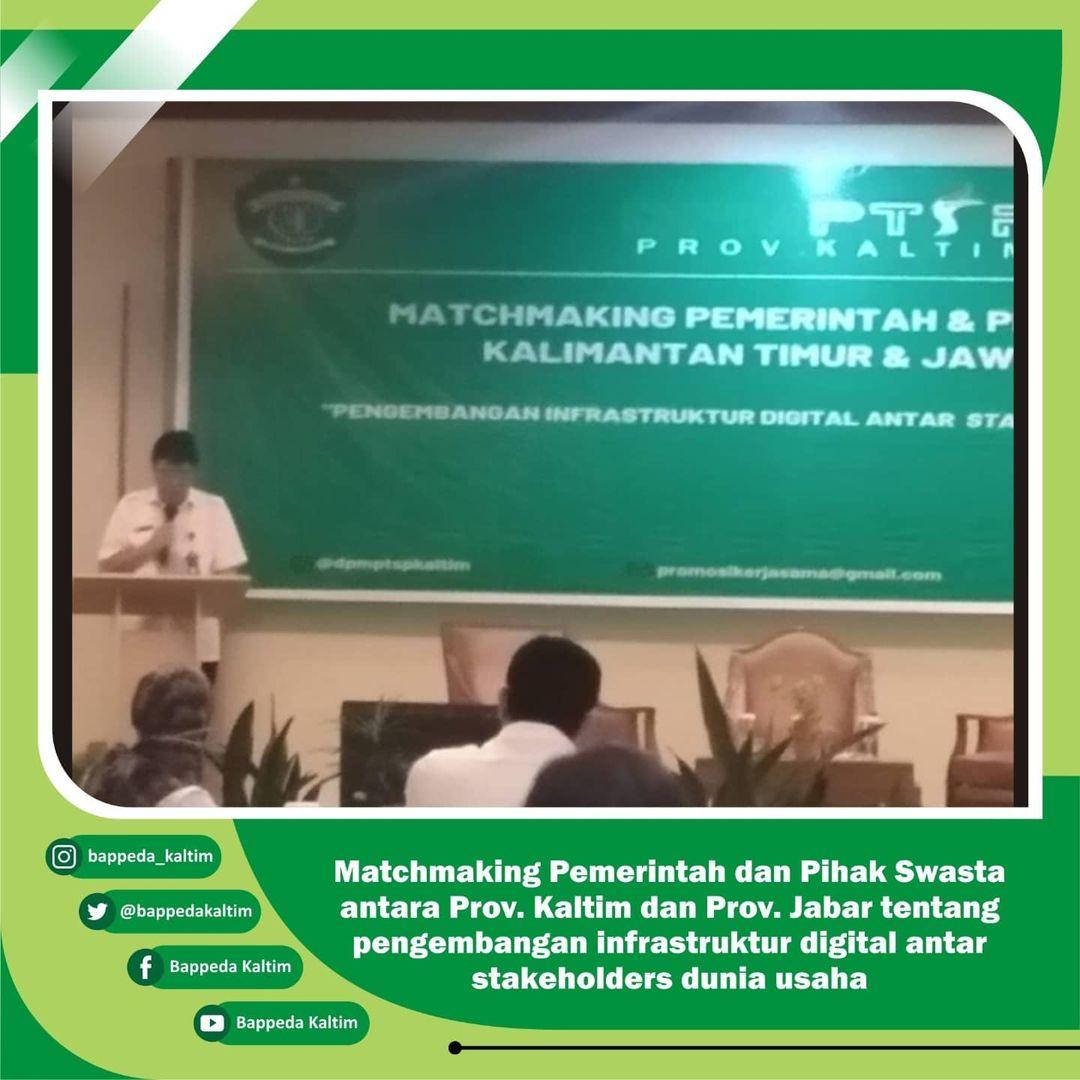 PTSP
PROV KALTIM
MATCHMAKING PEMERINTAH & P
KALIMANTAN TIMUR & JAW
"PENGEMBANGAN INFRASTRUKTUR DIGITAL ANTAR STA
@dpmptspkaltim
promosikerjasama@gmail.com
bappeda_kaltim
@bappedakaltim
Bappeda Kaltim
Bappeda Kaltim
Matchmaking Pemerintah dan Pihak Swasta
antara Prov. Kaltim dan Prov. Jabar tentang
pengembangan infrastruktur digital antar
stakeholders dunia usaha